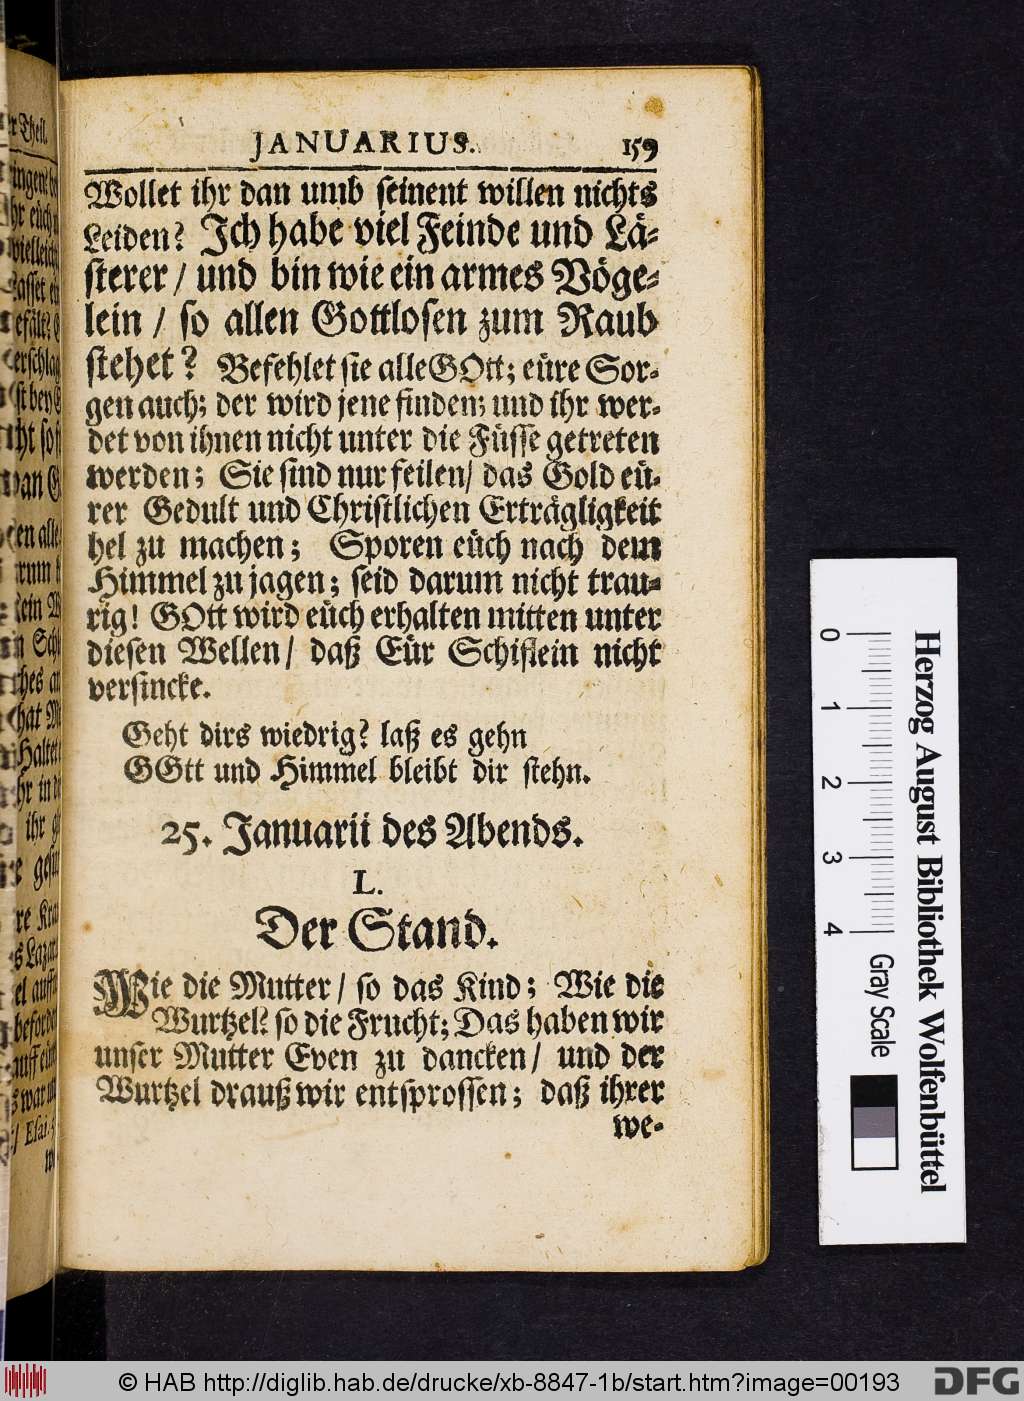 JANUARIUS. 159
Wollet ihr dan umb seinent willen nichts
Leiden? Ich habe viel Feinde und Lä-
sterer / und bin wie ein armes Vöge-
lein / so allen Gottlosen zum Raub
stehet? Befehlet sie alle GOtt; eüre Sor-
gen auch; der wird jene finden; und ihr wer-
det von ihnen nicht unter die Füsse getreten
werden; Sie sind nur feilen / das Gold eü-
rer Gedult und Christlichen Erträgligkeit
hel zu machen; Sporen eüch nach dem
Himmel zu jagen; seid darum nicht trau-
rig! GOtt wird eüch erhalten mitten unter
diesen Wellen / daß Eür Schiflein nicht
versincke.
Geht dirs wiedrig? laß es gehn
GOtt und Himmel bleibt dir stehn.
25. Januarii des Abends.
L.
Der Stand.
Wie die Mutter / so das Kind; Wie die
Wurtzel? so die Frucht; Das haben wir
unser Mutter Even zu dancken / und der
Wurtzel drauß wir entsprossen; daß ihrer
we-
r Theil.
Esai.
0 1 2 3 4
Gray Scale
Herzog August Bibliothek Wolfenbüttel
© HAB http://diglib.hab.de/drucke/xb-8847-1b/start.htm?image=00193
DFG